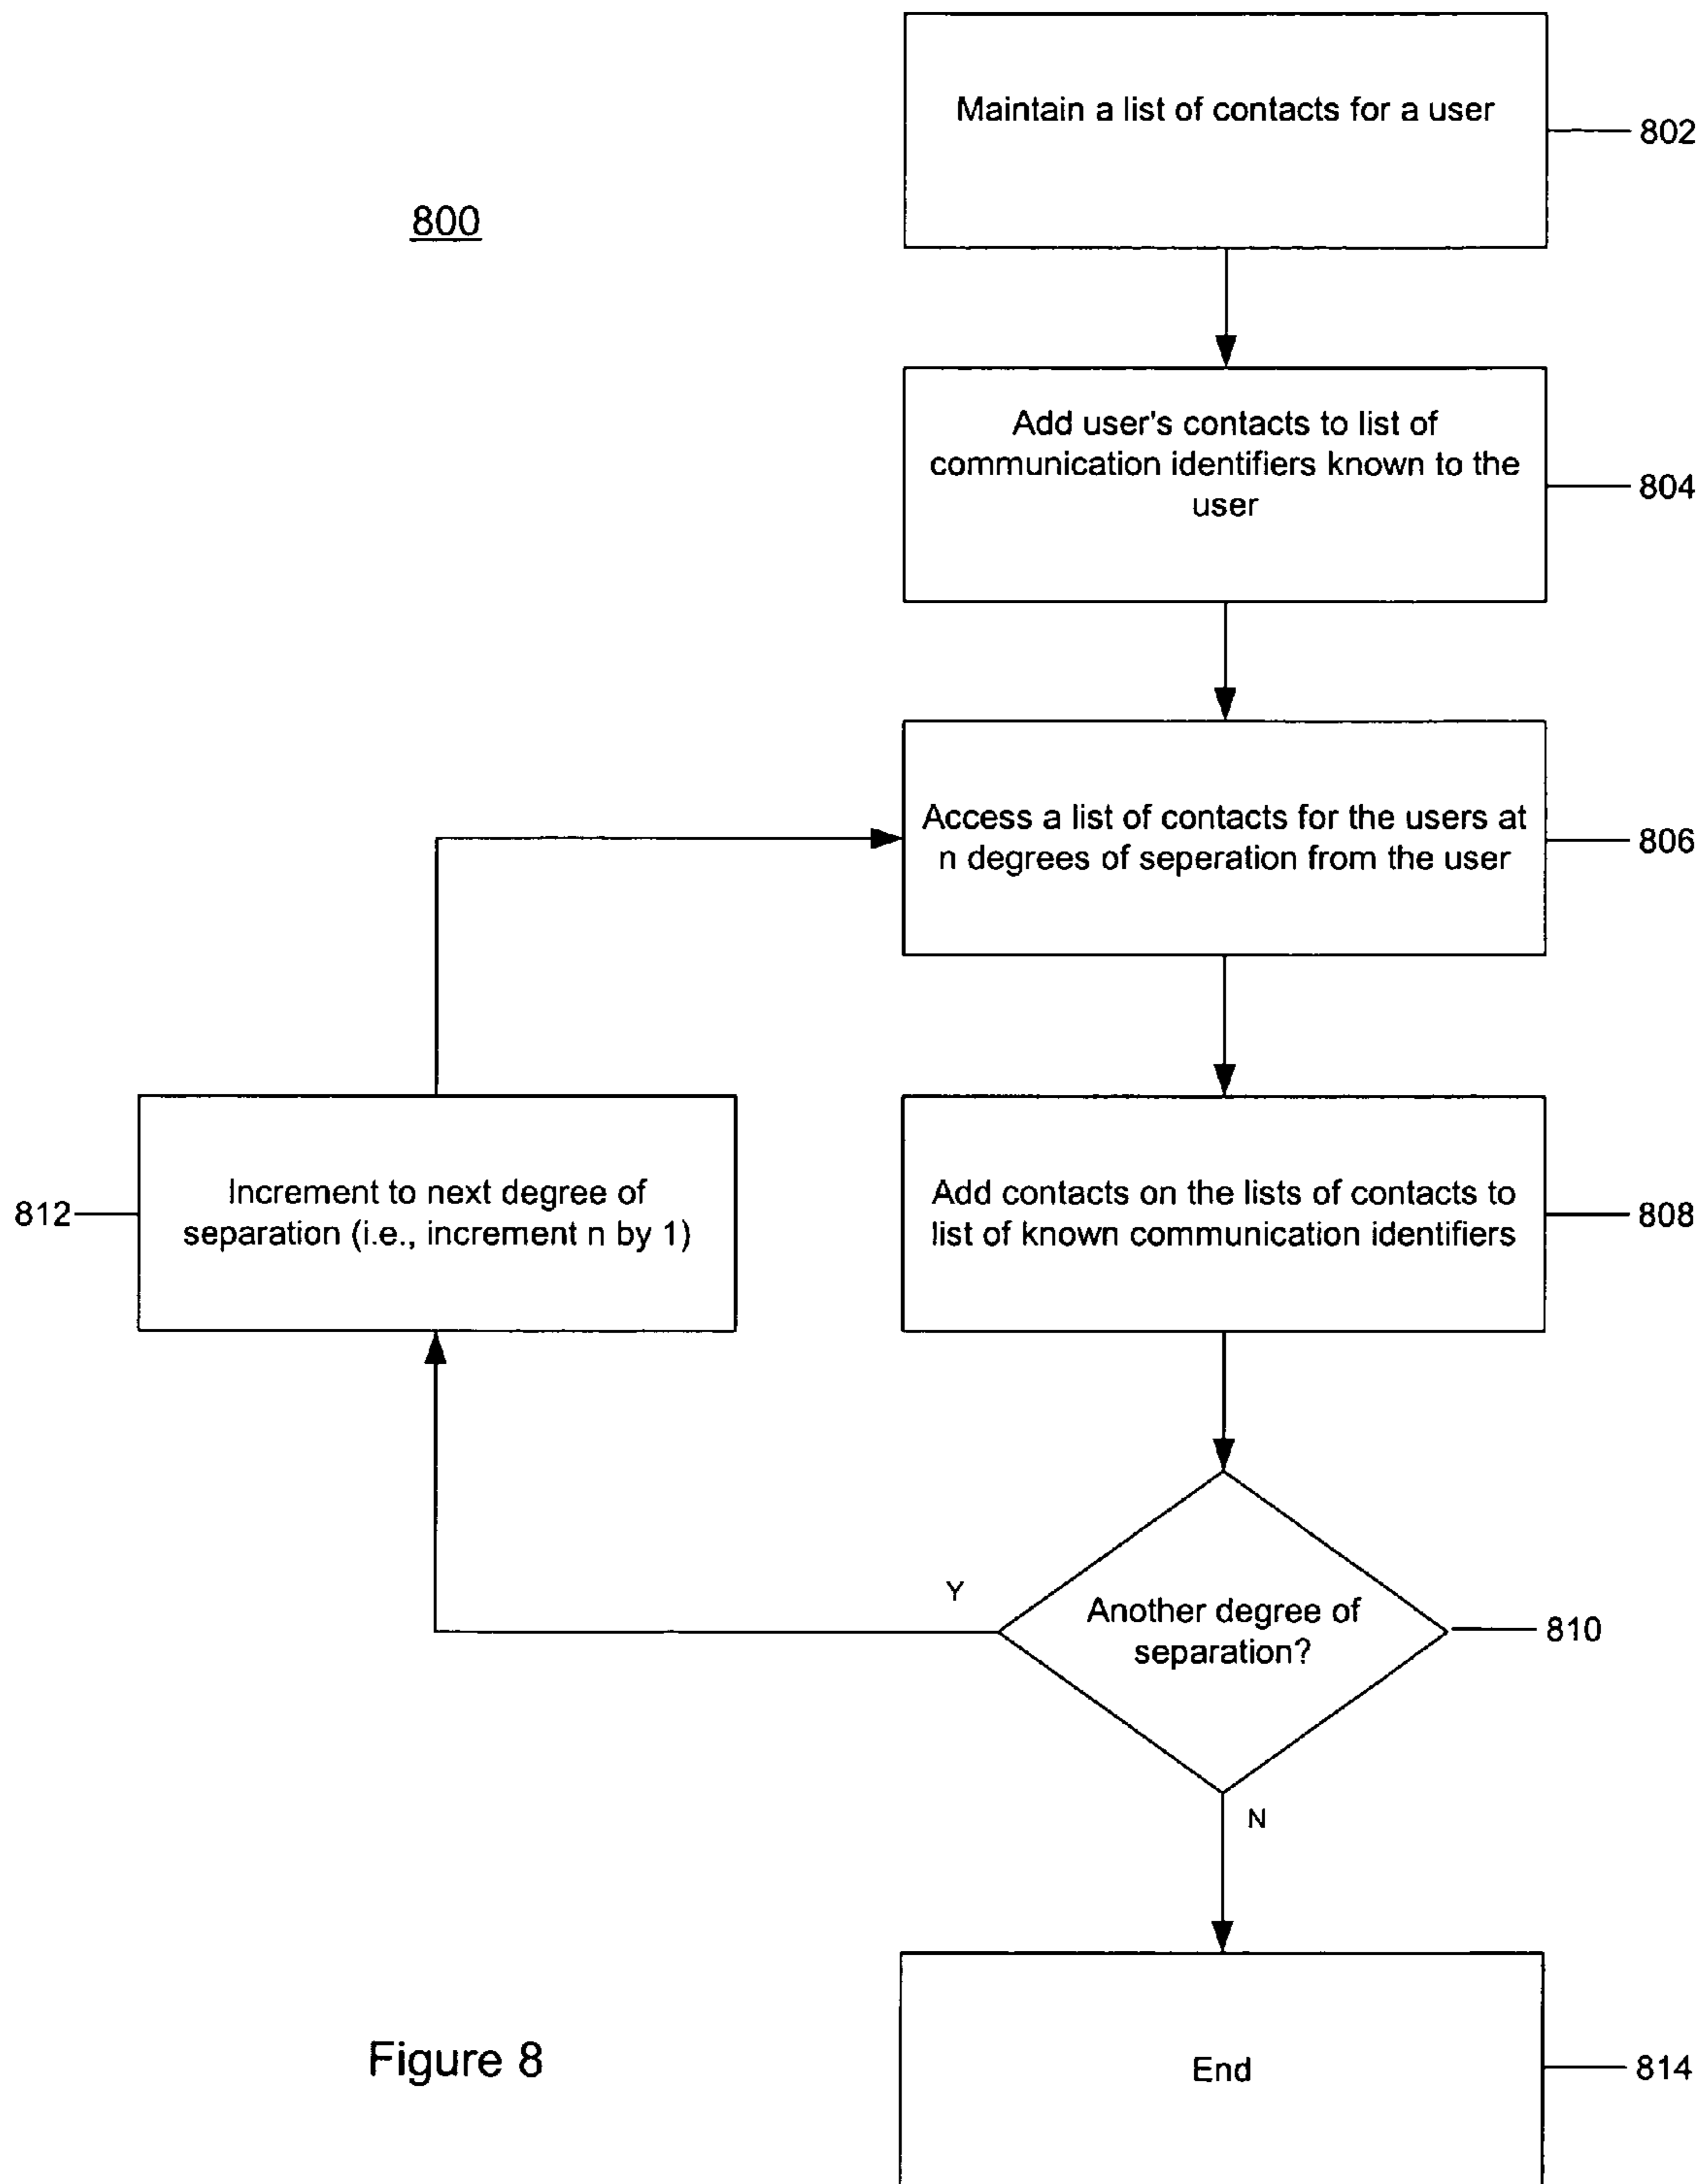 Maintain a list of contacts for a user
802
800
Add user's contacts to list of
communication identifiers known to the
user
804
Access a list of contacts for the users at
n degrees of seperation from the user
806
Increment to next degree of
separation (i.e., increment n by 1)
812
Add contacts on the lists of contacts to
list of known communication identifiers
808
Y
Another degree of
separation?
810
N
Figure 8
End
814